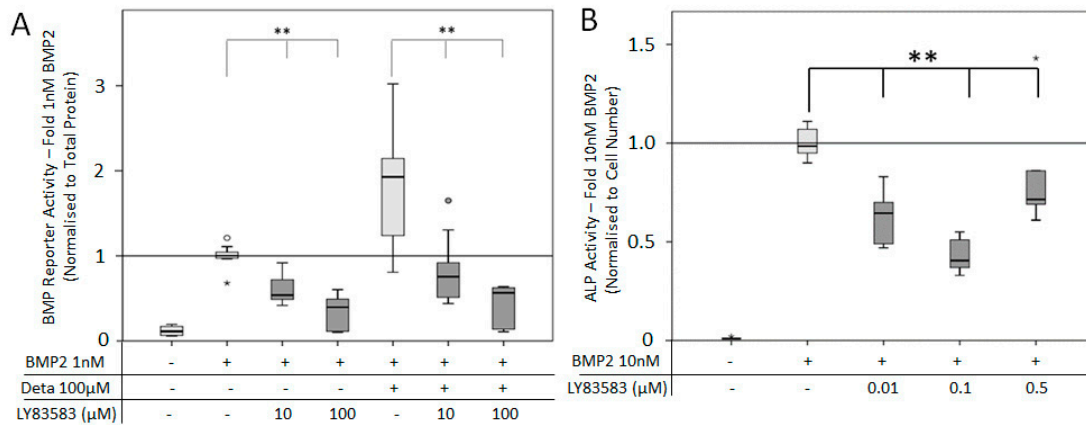 A
BMP Reporter Activity – Fold 1nM BMP2
(Normalised to Total Protein)
3
2
1
0
**
**
*
BMP2 1nM - + + + + + +
Deta 100μM - - - - + + +
LY83583 (μM) - - 10 100 - 10 100
B
ALP Activity – Fold 10nM BMP2
(Normalised to Cell Number)
1.5
1.0
0.5
0
**
*
*
BMP2 10nM - + + + +
LY83583 (μM) - - 0.01 0.1 0.5